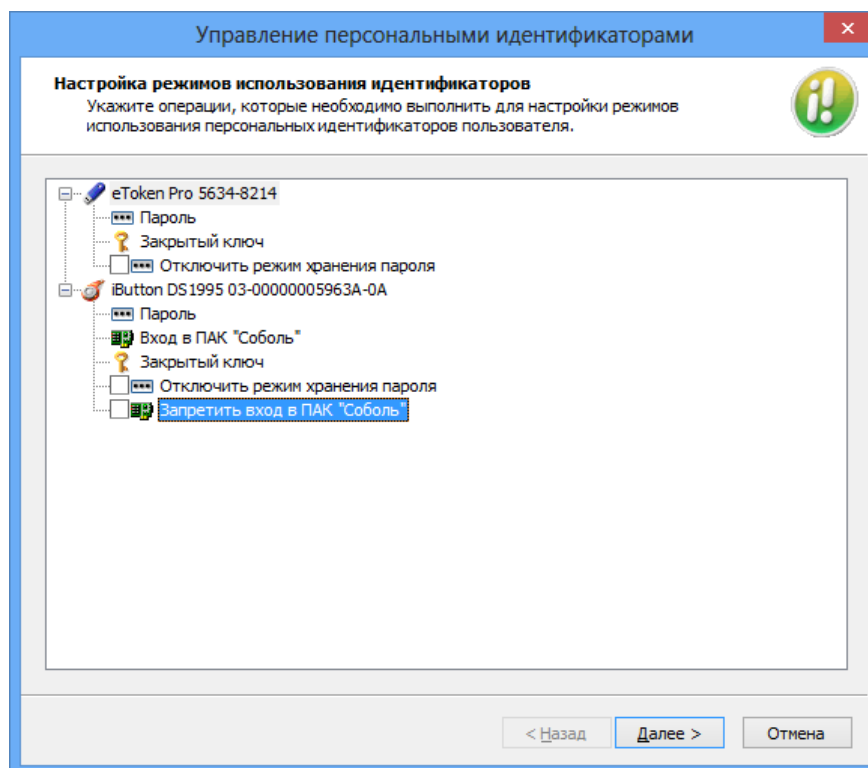 Управление персональными идентификаторами
Настройка режимов использования идентификаторов
Укажите операции, которые необходимо выполнить для настройки режимов
использования персональных идентификаторов пользователя.
eToken Pro 5634-8214
Пароль
Закрытый ключ
Отключить режим хранения пароля
iButton DS1995 03-00000005963A-0A
Пароль
Вход в ПАК "Соболь"
Закрытый ключ
Отключить режим хранения пароля
Запретить вход в ПАК "Соболь"
< Назад Далее > Отмена